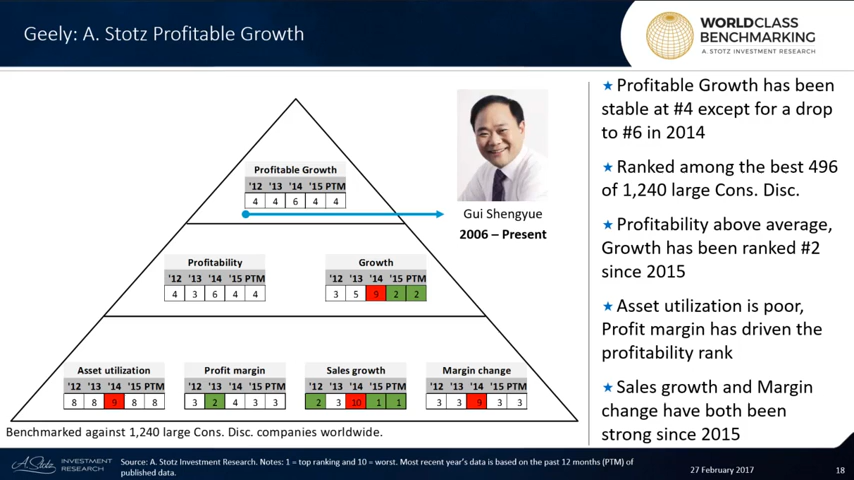 Geely: A. Stotz Profitable Growth
WORLDCLASS
BENCHMARKING
A. STOTZ INVESTMENT RESEARCH
Profitable Growth
'12 '13 '14 '15 PTM
4 4 6 4 4
Gui Shengyue
2006 – Present
Profitability
'12 '13 '14 '15 PTM
4 3 6 4 4
Growth
'12 '13 '14 '15 PTM
3 5 9 2 2
Asset utilization
'12 '13 '14 '15 PTM
8 8 9 8 8
Profit margin
'12 '13 '14 '15 PTM
3 2 4 3 3
Sales growth
'12 '13 '14 '15 PTM
2 3 10 1 1
Margin change
'12 '13 '14 '15 PTM
3 3 9 3 3
Benchmarked against 1,240 large Cons. Disc. companies worldwide.
★ Profitable Growth has been
stable at #4 except for a drop
to #6 in 2014
★ Ranked among the best 496
of 1,240 large Cons. Disc.
★ Profitability above average,
Growth has been ranked #2
since 2015
★ Asset utilization is poor,
Profit margin has driven the
profitability rank
★ Sales growth and Margin
change have both been
strong since 2015
A. Stotz INVESTMENT
RESEARCH
Source: A. Stotz Investment Research. Notes: 1 = top ranking and 10 = worst. Most recent year's data is based on the past 12 months (PTM) of
published data.
27 February 2017
18